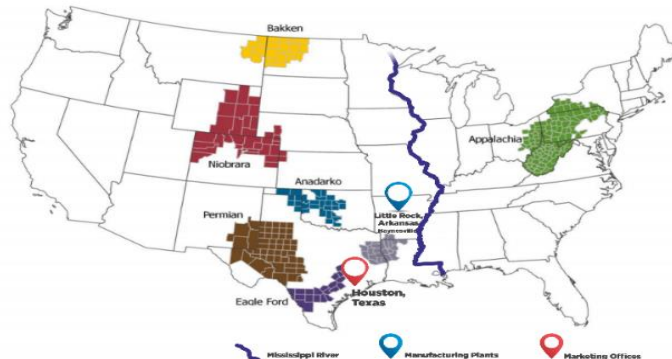 Bakken
Appalachia
Niobrara
Anadarko
Little Rock,
Arkansas
Haynesville
Permian
Houston,
Texas
Eagle Ford
Mississippi River
Manufacturing Plants
Marketing Offices